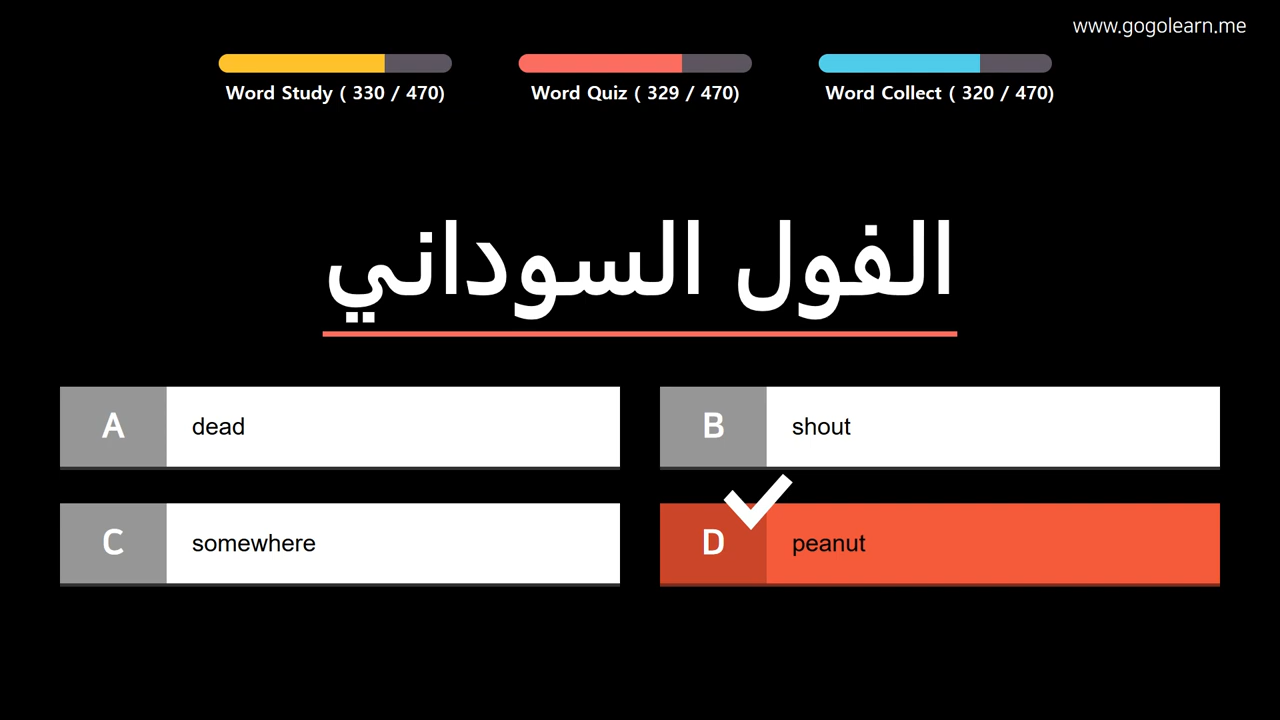 www.gogolearn.me
Word Study ( 330 / 470)
Word Quiz ( 329 / 470)
Word Collect ( 320 / 470)
الفول السوداني
A dead
B shout
C somewhere
D peanut